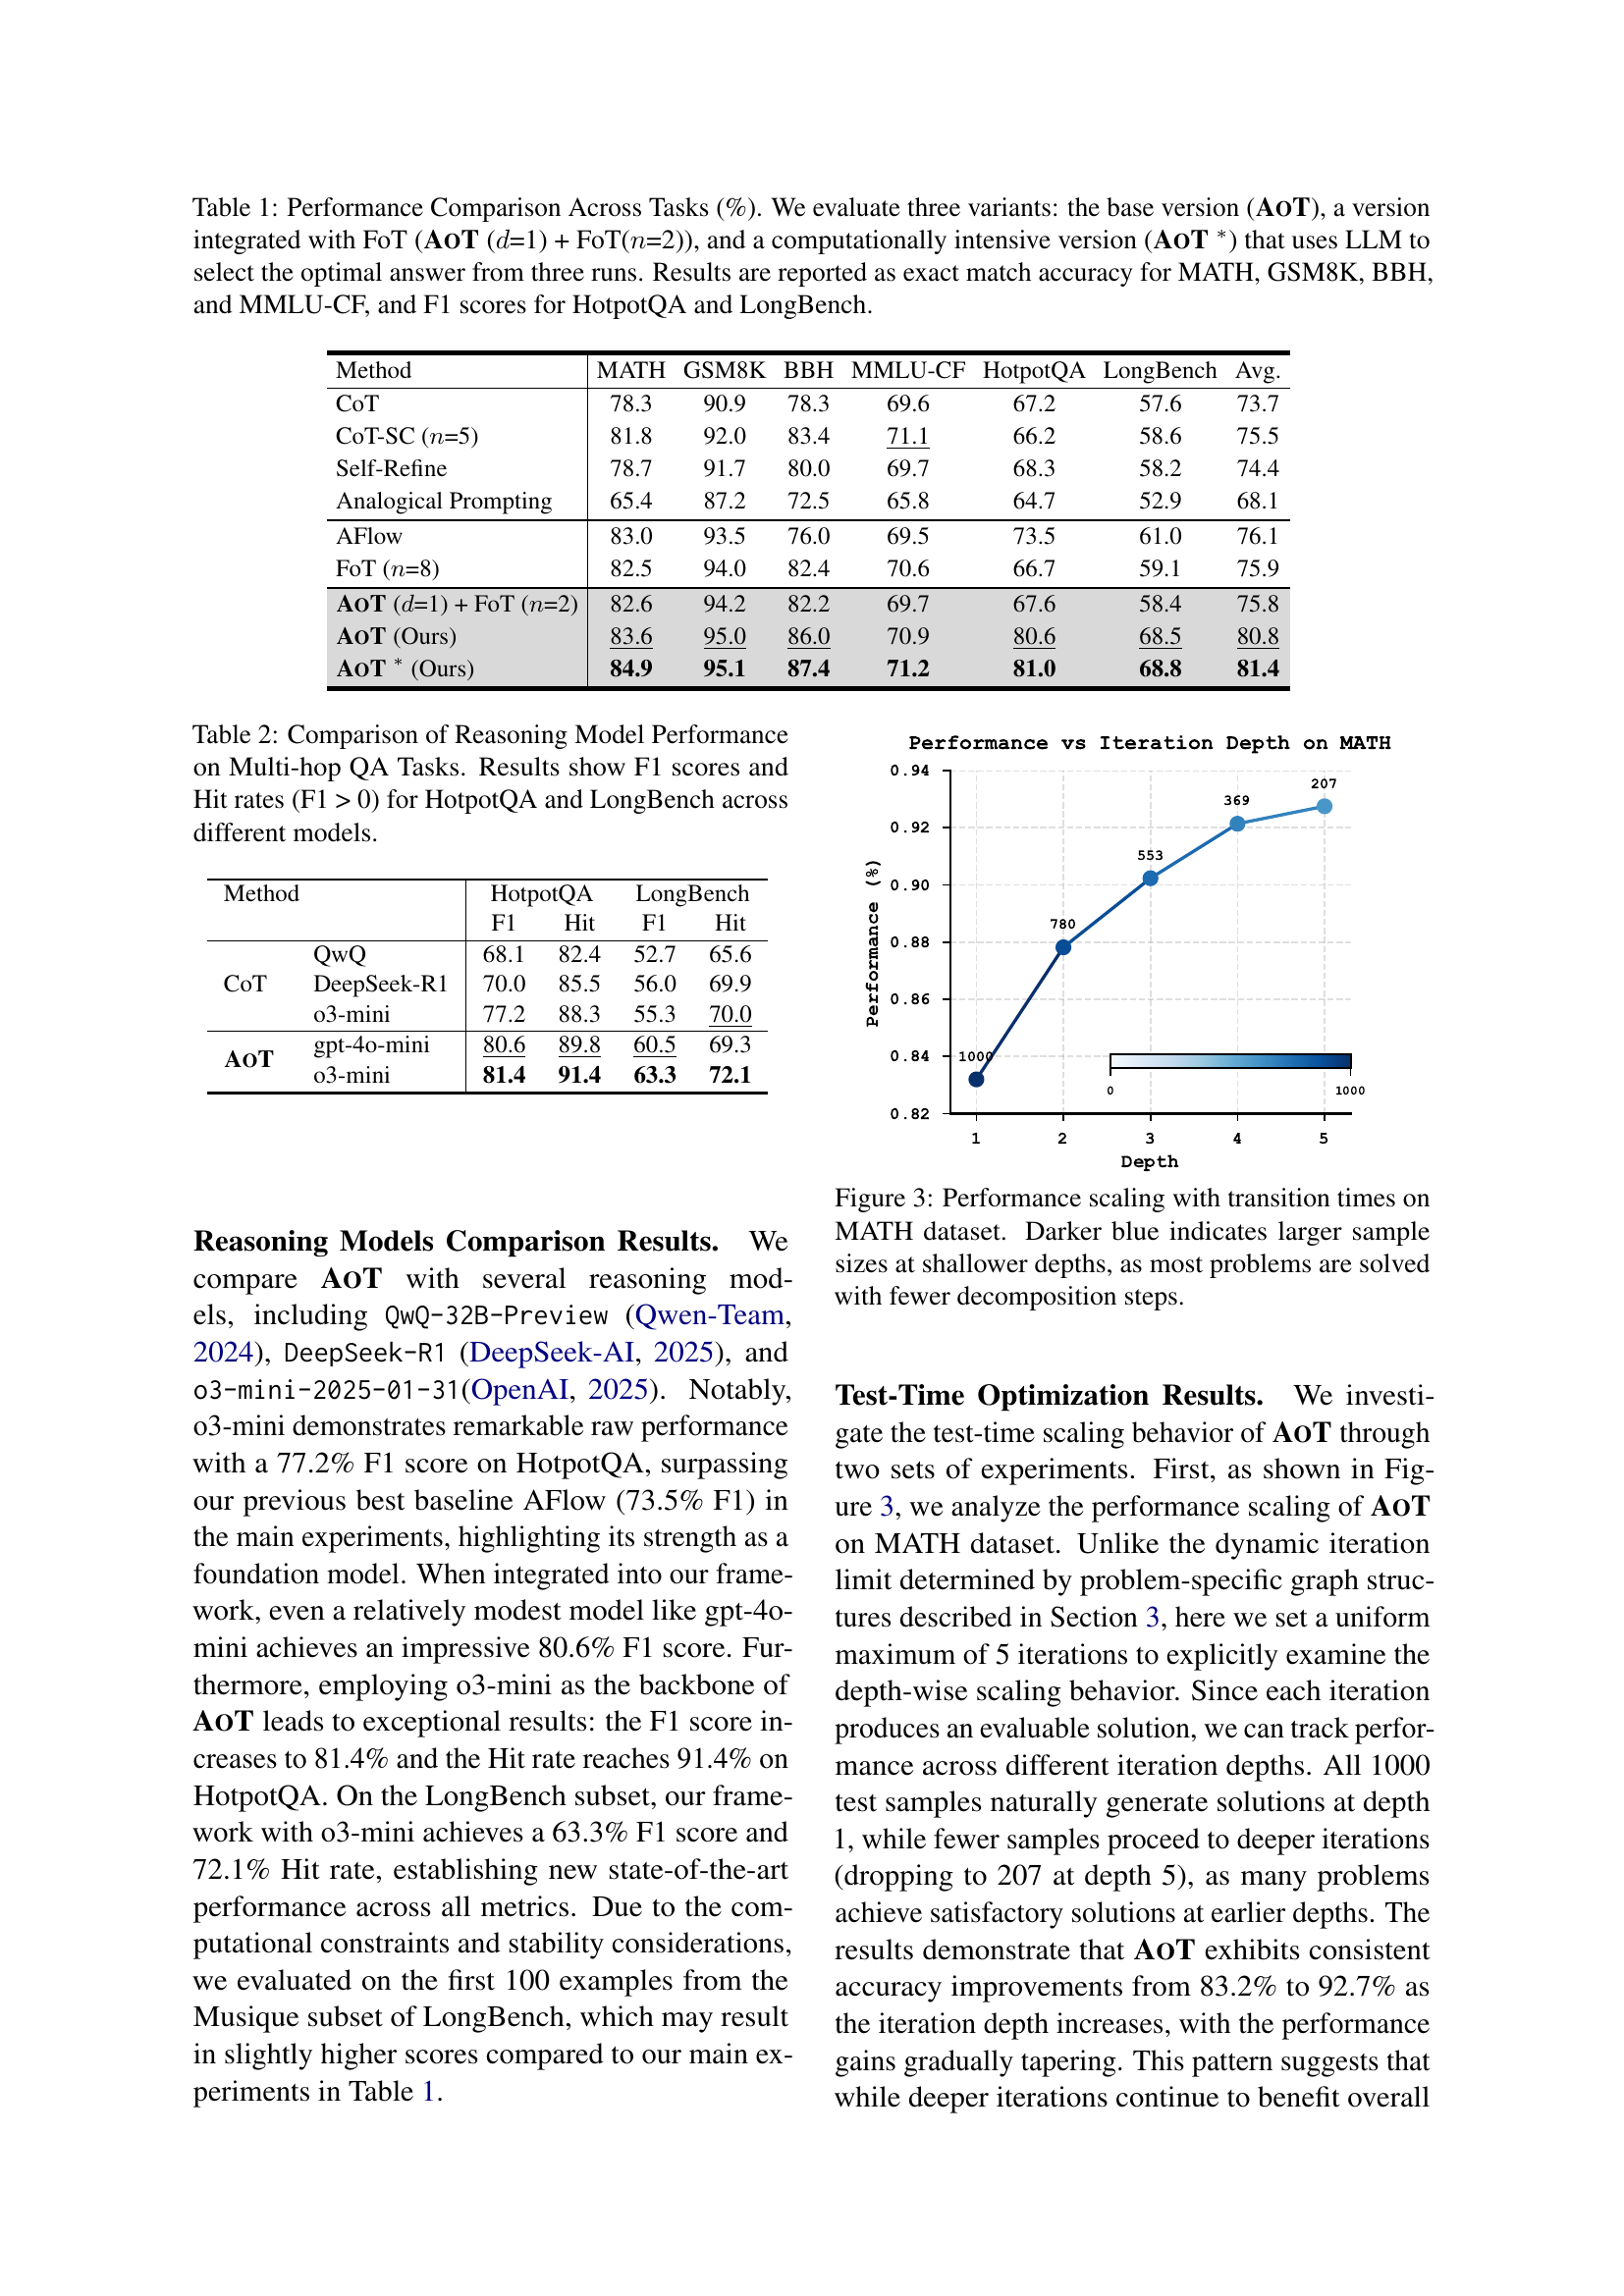 Table 1: Performance Comparison Across Tasks (%). We evaluate three variants: the base version (AOT), a version
integrated with FoT (AOT (d=1) + FoT(n=2)), and a computationally intensive version (AOT *) that uses LLM to
select the optimal answer from three runs. Results are reported as exact match accuracy for MATH, GSM8K, BBH,
and MMLU-CF, and F1 scores for HotpotQA and LongBench.
Method MATH GSM8K BBH MMLU-CF HotpotQA LongBench Avg.
CoT 78.3 90.9 78.3 69.6 67.2 57.6 73.7
CoT-SC (n=5) 81.8 92.0 83.4 71.1 66.2 58.6 75.5
Self-Refine 78.7 91.7 80.0 69.7 68.3 58.2 74.4
Analogical Prompting 65.4 87.2 72.5 65.8 64.7 52.9 68.1
AFlow 83.0 93.5 76.0 69.5 73.5 61.0 76.1
FoT (n=8) 82.5 94.0 82.4 70.6 66.7 59.1 75.9
AOT (d=1) + FoT (n=2) 82.6 94.2 82.2 69.7 67.6 58.4 75.8
AOT (Ours) 83.6 95.0 86.0 70.9 80.6 68.5 80.8
AOT * (Ours) 84.9 95.1 87.4 71.2 81.0 68.8 81.4
Table 2: Comparison of Reasoning Model Performance
on Multi-hop QA Tasks. Results show F1 scores and
Hit rates (F1 > 0) for HotpotQA and LongBench across
different models.
Method HotpotQA LongBench
F1 Hit F1 Hit
QwQ 68.1 82.4 52.7 65.6
CoT DeepSeek-R1 70.0 85.5 56.0 69.9
o3-mini 77.2 88.3 55.3 70.0
AOT gpt-4o-mini 80.6 89.8 60.5 69.3
o3-mini 81.4 91.4 63.3 72.1
Reasoning Models Comparison Results. We
compare AOT with several reasoning mod-
els, including QwQ-32B-Preview (Qwen-Team,
2024), DeepSeek-R1 (DeepSeek-AI, 2025), and
o3-mini-2025-01-31(OpenAI, 2025). Notably,
o3-mini demonstrates remarkable raw performance
with a 77.2% F1 score on HotpotQA, surpassing
our previous best baseline AFlow (73.5% F1) in
the main experiments, highlighting its strength as a
foundation model. When integrated into our frame-
work, even a relatively modest model like gpt-4o-
mini achieves an impressive 80.6% F1 score. Fur-
thermore, employing o3-mini as the backbone of
AOT leads to exceptional results: the F1 score in-
creases to 81.4% and the Hit rate reaches 91.4% on
HotpotQA. On the LongBench subset, our frame-
work with o3-mini achieves a 63.3% F1 score and
72.1% Hit rate, establishing new state-of-the-art
performance across all metrics. Due to the com-
putational constraints and stability considerations,
we evaluated on the first 100 examples from the
Musique subset of LongBench, which may result
in slightly higher scores compared to our main ex-
periments in Table 1.
Performance vs Iteration Depth on MATH
0.94
0.92
0.90
0.88
0.86
0.84
0.82
Performance (%)
1000
780
553
369
207
0 1000
1 2 3 4 5
Depth
Figure 3: Performance scaling with transition times on
MATH dataset. Darker blue indicates larger sample
sizes at shallower depths, as most problems are solved
with fewer decomposition steps.
Test-Time Optimization Results. We investi-
gate the test-time scaling behavior of AOT through
two sets of experiments. First, as shown in Fig-
ure 3, we analyze the performance scaling of AOT
on MATH dataset. Unlike the dynamic iteration
limit determined by problem-specific graph struc-
tures described in Section 3, here we set a uniform
maximum of 5 iterations to explicitly examine the
depth-wise scaling behavior. Since each iteration
produces an evaluable solution, we can track perfor-
mance across different iteration depths. All 1000
test samples naturally generate solutions at depth
1, while fewer samples proceed to deeper iterations
(dropping to 207 at depth 5), as many problems
achieve satisfactory solutions at earlier depths. The
results demonstrate that AOT exhibits consistent
accuracy improvements from 83.2% to 92.7% as
the iteration depth increases, with the performance
gains gradually tapering. This pattern suggests that
while deeper iterations continue to benefit overall